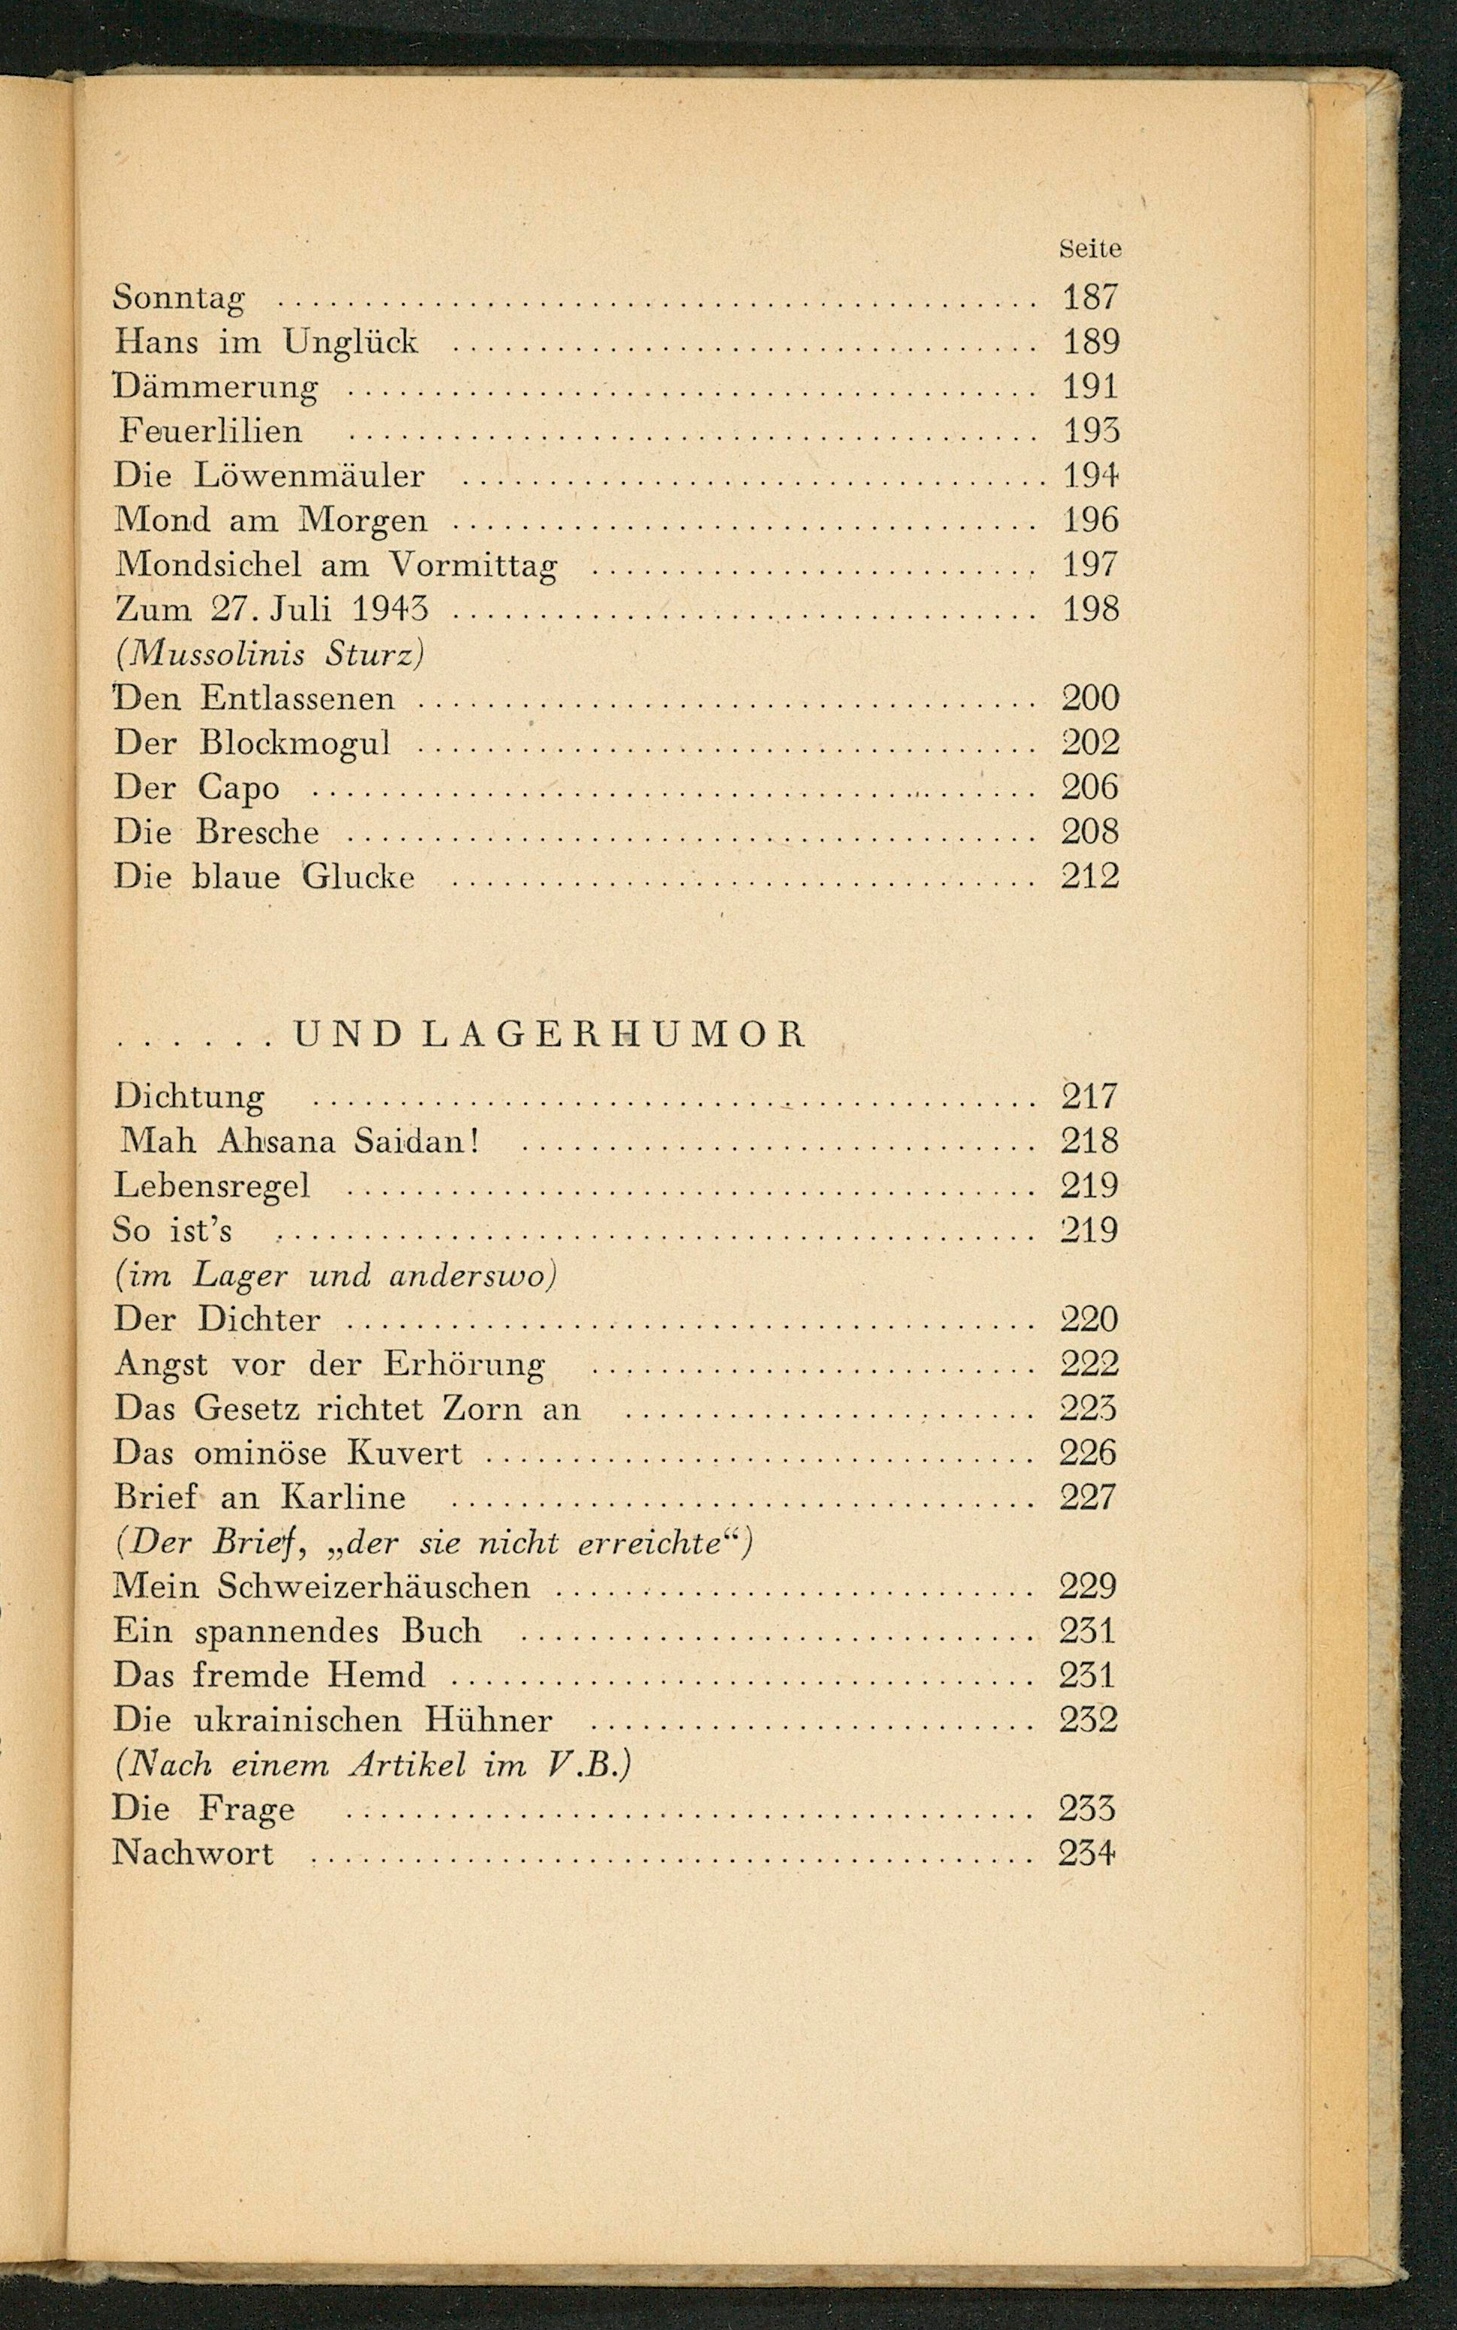 Seite
Sonntag ........................................ 187
Hans im Unglück ........................................ 189
Dämmerung ........................................ 191
Feuerlilien ........................................ 193
Die Löwenmäuler ........................................ 194
Mond am Morgen ........................................ 196
Mondsichel am Vormittag ........................................ 197
Zum 27. Juli 1943 ........................................ 198
(Mussolinis Sturz)
Den Entlassenen ........................................ 200
Der Blockmogul ........................................ 202
Der Capo ........................................ 206
Die Bresche ........................................ 208
Die blaue Glucke ........................................ 212
...... UND LAGERHUMOR
Dichtung ........................................ 217
Mah Ahsana Saidan! ........................................ 218
Lebensregel ........................................ 219
So ist's ........................................ 219
(im Lager und anderswo)
Der Dichter ........................................ 220
Angst vor der Erhörung ........................................ 222
Das Gesetz richtet Zorn an ........................................ 223
Das ominöse Kuvert ........................................ 226
Brief an Karline ........................................ 227
(Der Brief, „der sie nicht erreichte“)
Mein Schweizerhäuschen ........................................ 229
Ein spannendes Buch ........................................ 231
Das fremde Hemd ........................................ 231
Die ukrainischen Hühner ........................................ 232
(Nach einem Artikel im V.B.)
Die Frage ........................................ 233
Nachwort ........................................ 234